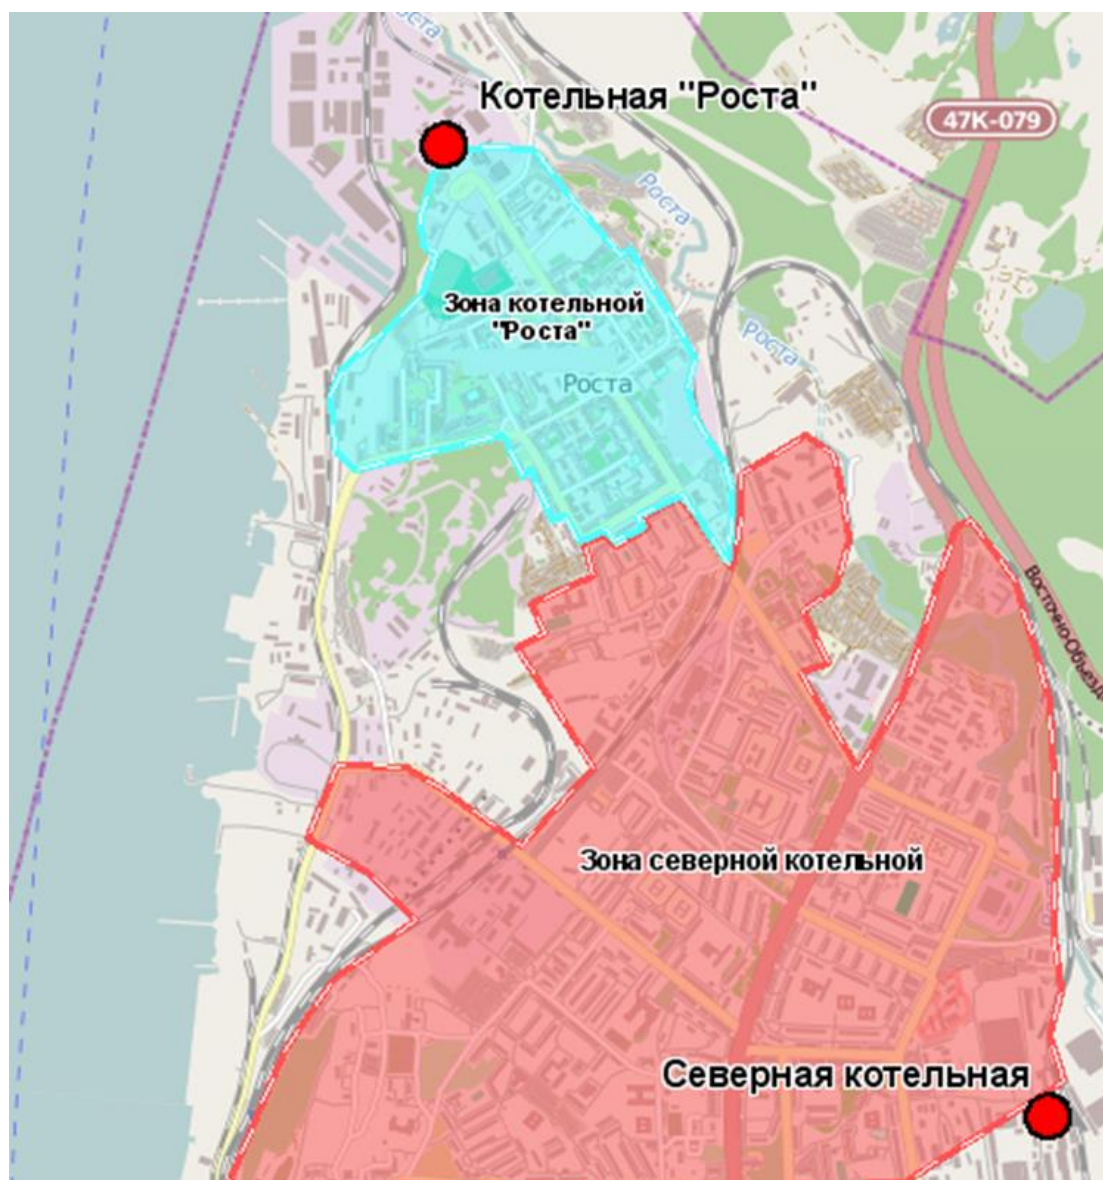 Роста
Котельная "Роста"
47К-079
Роста
Зона котельной
"Роста"
Роста
Роста
Восточно-Объезд
Зона северной котельной
Северная котельная